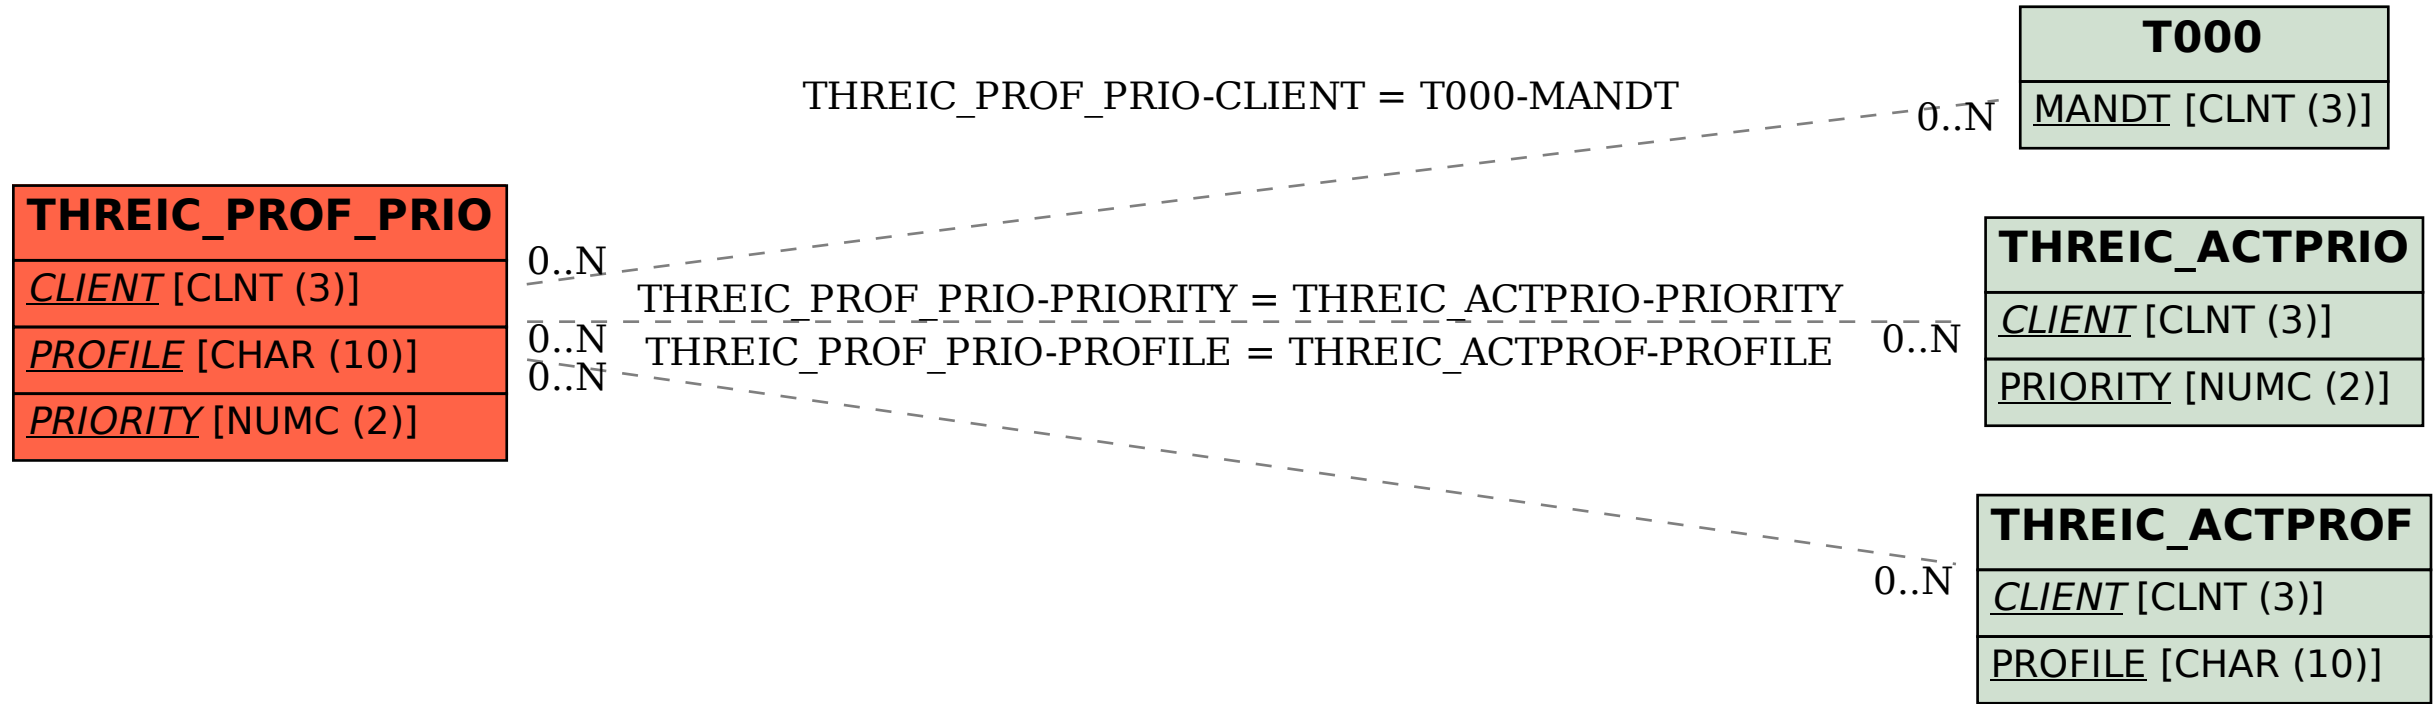 T000
MANDT [CLNT (3)]
THREIC_PROF_PRIO-CLIENT = T000-MANDT
0..N
THREIC_PROF_PRIO
CLIENT [CLNT (3)]
PROFILE [CHAR (10)]
PRIORITY [NUMC (2)]
0..N
THREIC_PROF_PRIO-PRIORITY = THREIC_ACTPRIO-PRIORITY
0..N
0..N
THREIC_PROF_PRIO-PROFILE = THREIC_ACTPROF-PROFILE
0..N
THREIC_ACTPRIO
CLIENT [CLNT (3)]
PRIORITY [NUMC (2)]
0..N
THREIC_ACTPROF
CLIENT [CLNT (3)]
PROFILE [CHAR (10)]